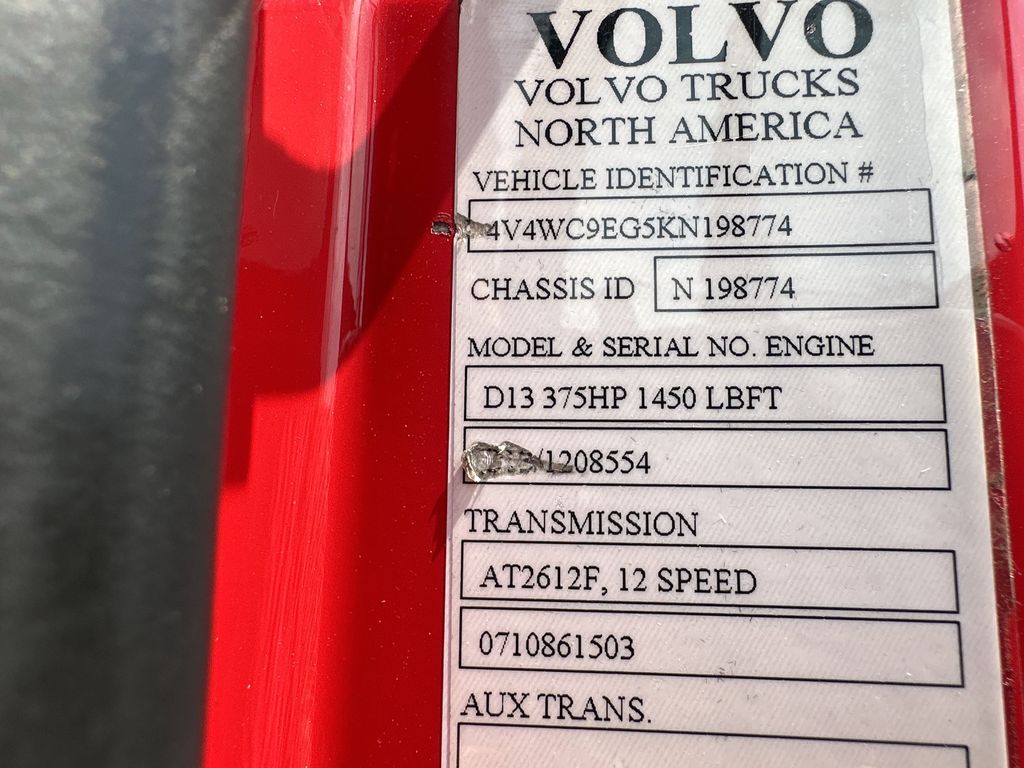 VOLVO
VOLVO TRUCKS
NORTH AMERICA
VEHICLE IDENTIFICATION #
4V4WC9EG5KN198774
CHASSIS ID N 198774
MODEL & SERIAL NO. ENGINE
D13 375HP 1450 LBFT
/1208554
TRANSMISSION
AT2612F, 12 SPEED
0710861503
AUX TRANS.